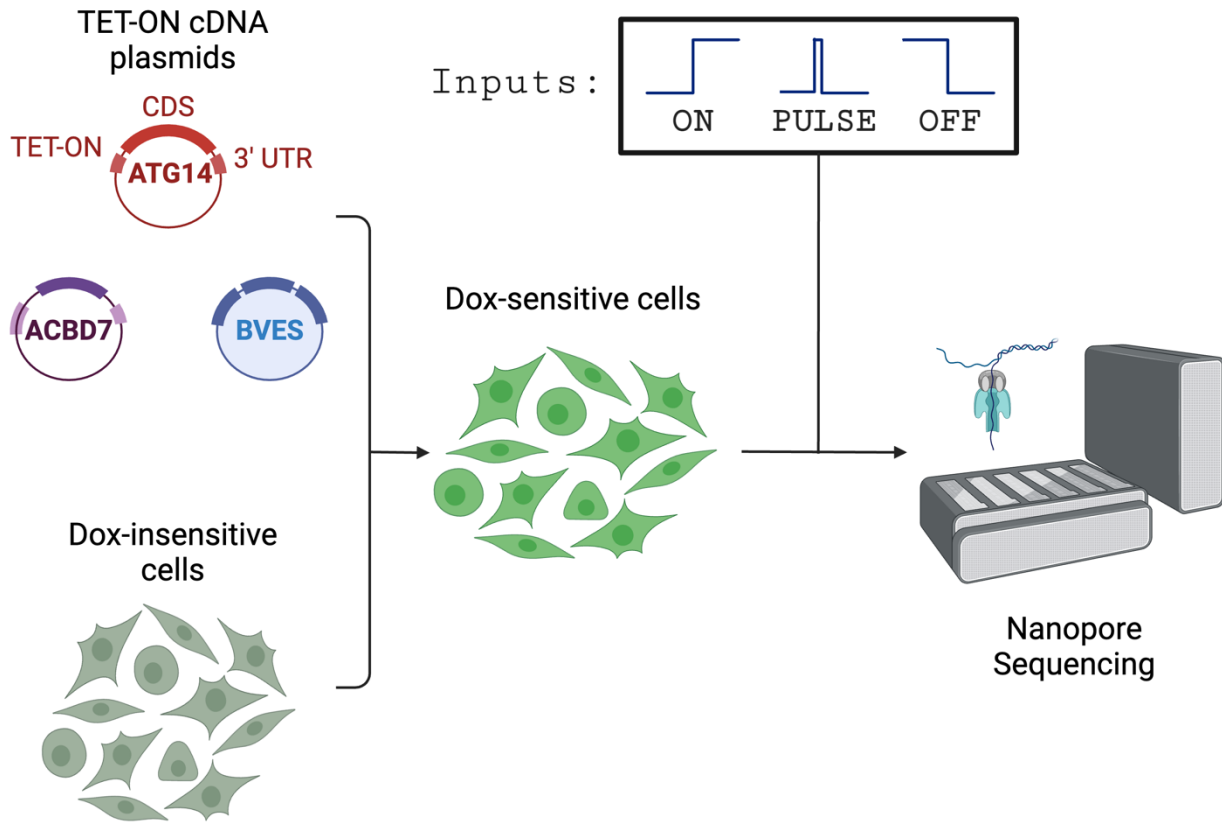 TET-ON cDNA
plasmids
CDS
TET-ON
3' UTR
ATG14
ACBD7
BVES
Dox-insensitive
cells
Dox-sensitive cells
Inputs:
ON PULSE OFF
Nanopore
Sequencing